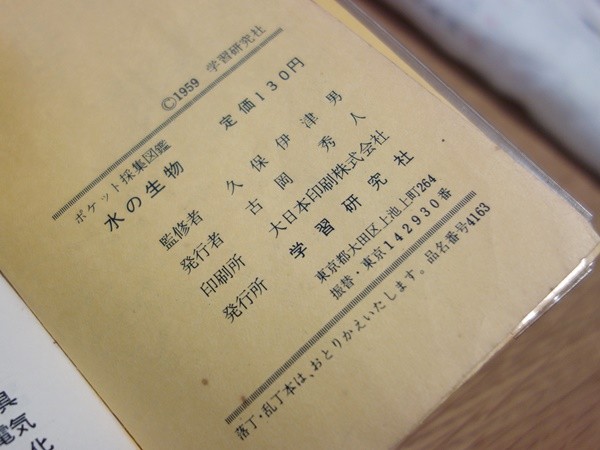 ©1959 学習研究社
ポケット採集図鑑
水の生物 定価130円
監修者 久保伊津男
発行者 古岡秀人
印刷所 大日本印刷株式会社
発行所 学習研究社
東京都大田区上池上町264
振替・東京142930番
落丁・乱丁本は、おとりかえいたします。品名番号4163
具
電気
化